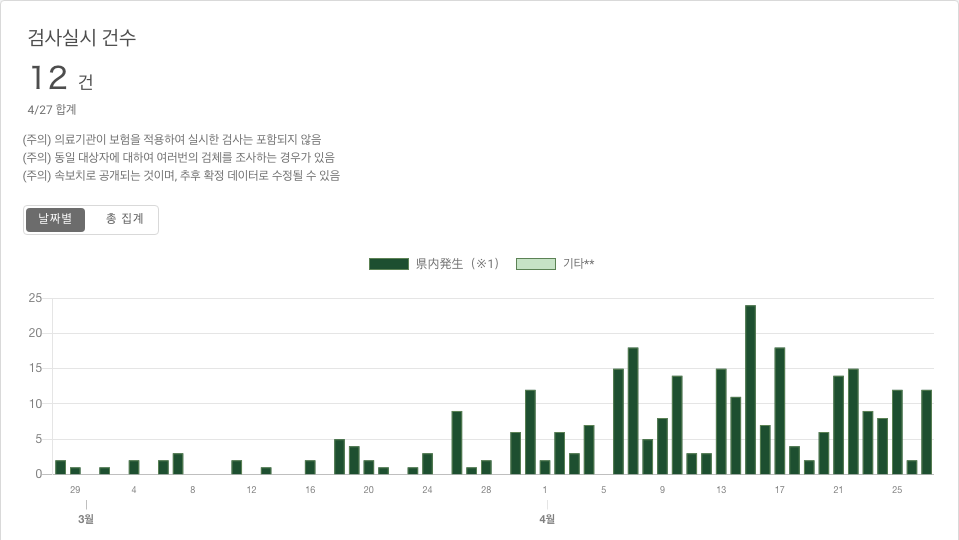 검사실시 건수
12 건
4/27 합계
(주의) 의료기관이 보험을 적용하여 실시한 검사는 포함되지 않음
(주의) 동일 대상자에 대하여 여러번의 검체를 조사하는 경우가 있음
(주의) 속보치로 공개되는 것이며, 추후 확정 데이터로 수정될 수 있음
날짜별 총 집계
県内発生（※1） 기타**
25
20
15
10
5
0
29 4 8 12 16 20 24 28 1 5 9 13 17 21 25
3월 4월